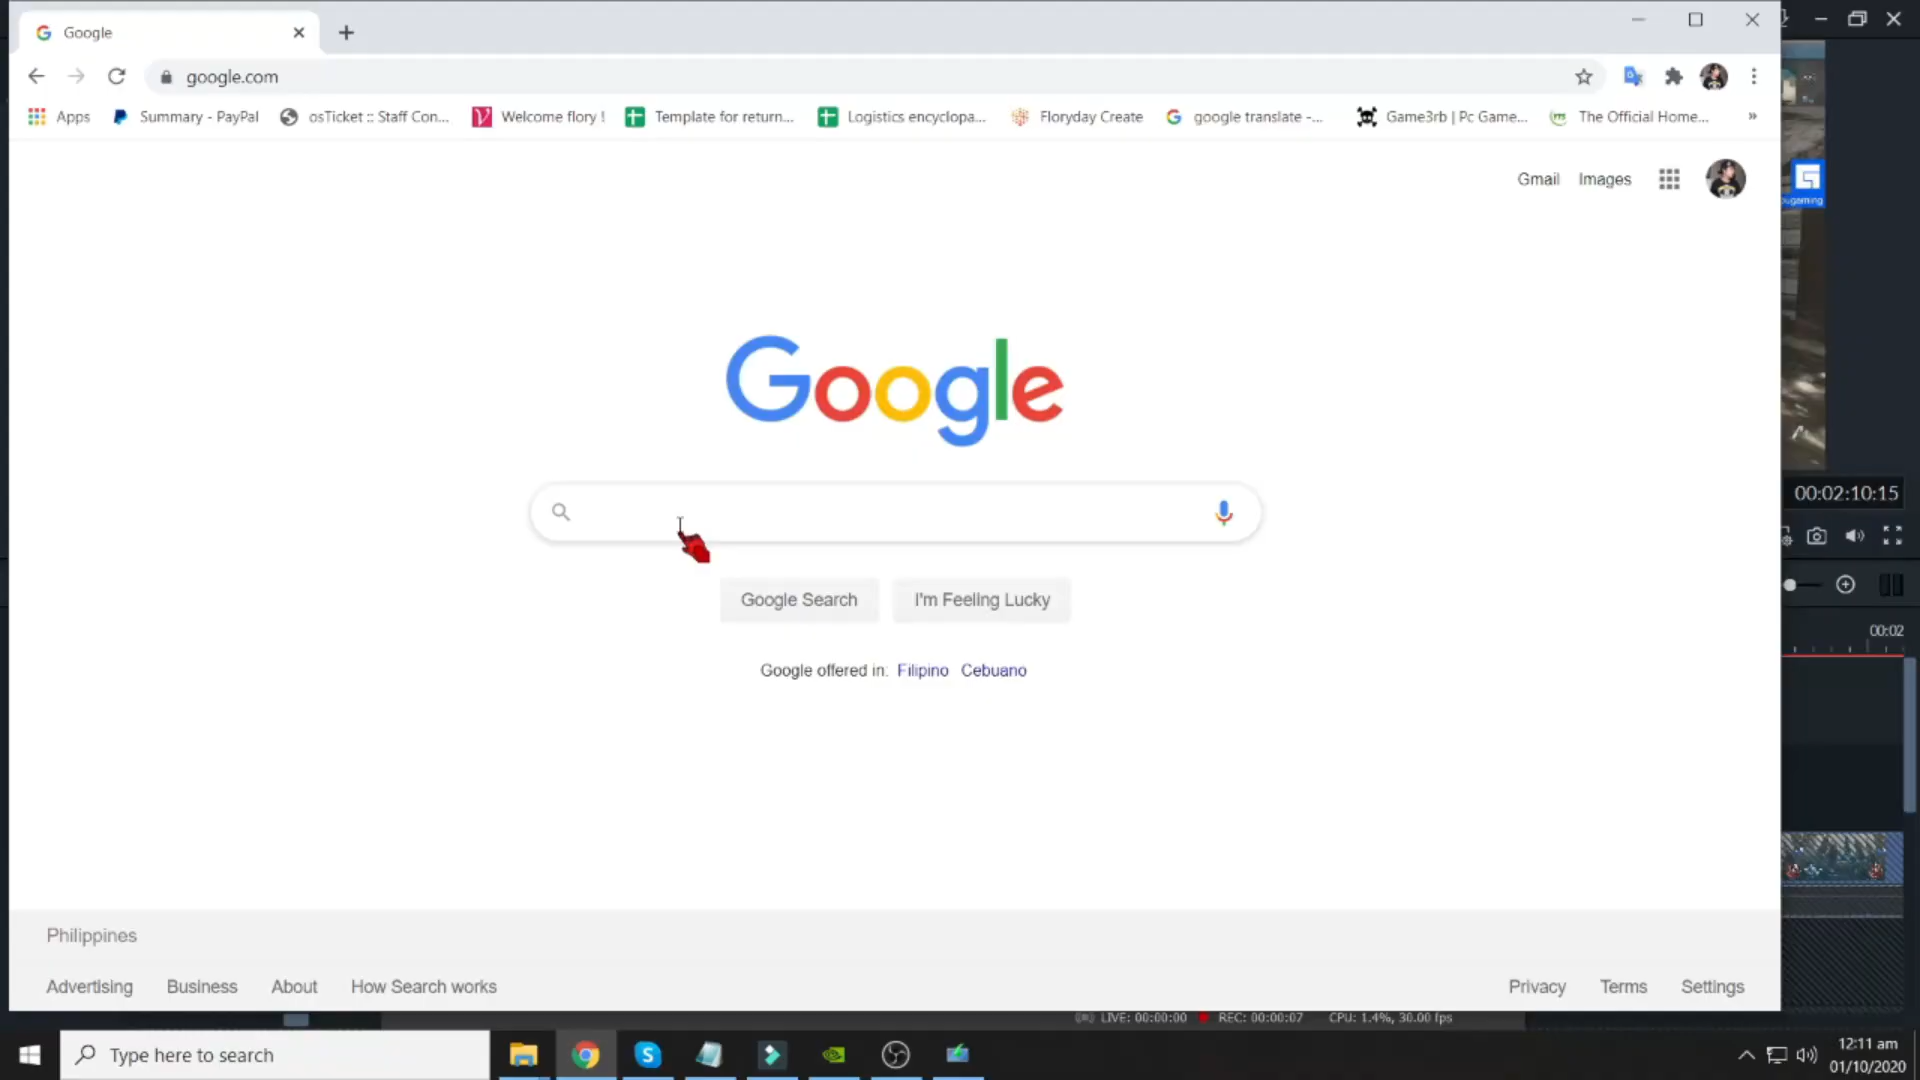 Google
google.com
Apps
Summary - PayPal
osTicket :: Staff Con...
Welcome flory !
Template for return...
Logistics encyclopa...
Floryday Create
google translate -...
Game3rb | Pc Game...
The Official Home...
»
Gmail
Images
Google
00:02:10:15
Google Search
I'm Feeling Lucky
Google offered in: Filipino Cebuano
00:02
Philippines
Advertising
Business
About
How Search works
Privacy
Terms
Settings
LIVE: 00:00:00
REC: 00:00:07
CPU: 1.4%, 30.00 fps
Type here to search
12:11 am
01/10/2020